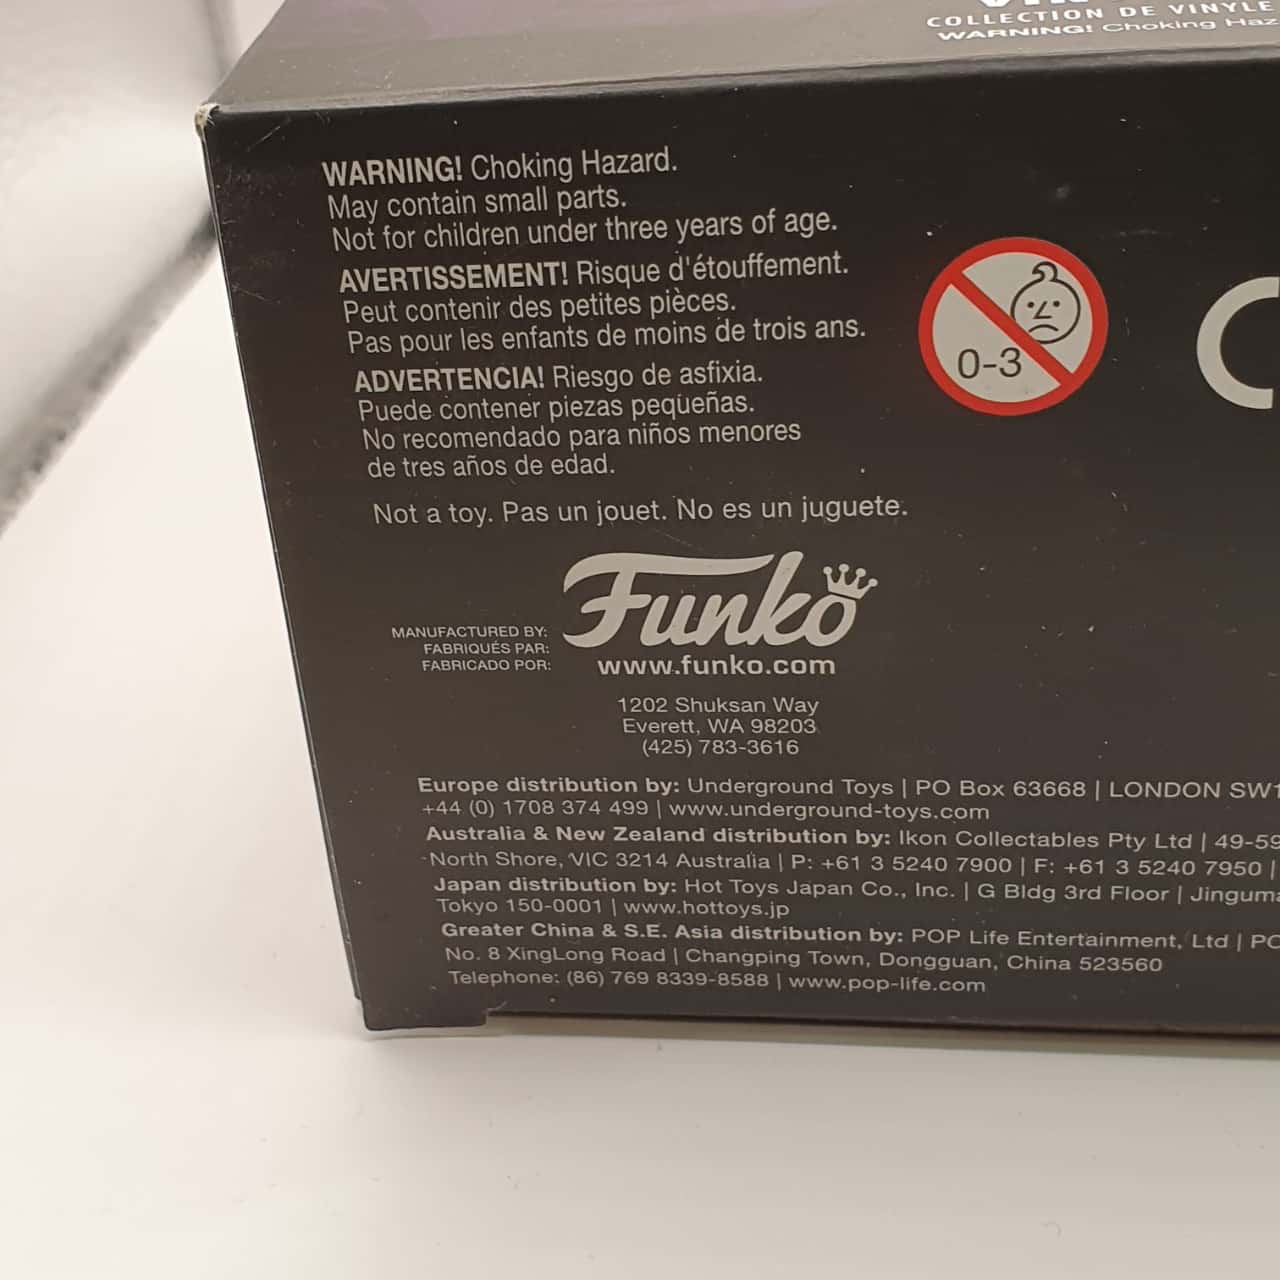 COLLECTION DE VINYLE
WARNING! Choking
WARNING! Choking Hazard.
May contain small parts.
Not for children under three years of age.
AVERTISSEMENT! Risque d'étouffement.
Peut contenir des petites pièces.
Pas pour les enfants de moins de trois ans.
ADVERTENCIA! Riesgo de asfixia.
Puede contener piezas pequeñas.
No recomendado para niños menores
de tres años de edad.
Not a toy. Pas un jouet. No es un juguete.
0-3
Funko
MANUFACTURED BY:
FABRIQUÉS PAR:
FABRICADO POR:
www.funko.com
1202 Shuksan Way
Everett, WA 98203
(425) 783-3616
Europe distribution by: Underground Toys | PO Box 63668 | LONDON SW1
+44 (0) 1708 374 499 | www.underground-toys.com
Australia & New Zealand distribution by: Ikon Collectables Pty Ltd | 49-59
North Shore, VIC 3214 Australia | P: +61 3 5240 7900 | F: +61 3 5240 7950 |
Japan distribution by: Hot Toys Japan Co., Inc. | G Bldg 3rd Floor |
Tokyo 150-0001 | www.hottoys.jp
Greater China & S.E. Asia distribution by: POP Life Entertainment, Ltd |
No. 8 XingLong Road | Changping Town, Dongguan, China 523560
Telephone: (86) 769 8339-8588 | www.pop-life.com